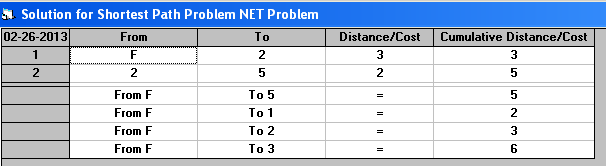 Solution for Shortest Path Problem NET Problem
02-26-2013 From To Distance/Cost Cumulative Distance/Cost
1 F 2 3 3
2 2 5 2 5
From F To 5 = 5
From F To 1 = 2
From F To 2 = 3
From F To 3 = 6